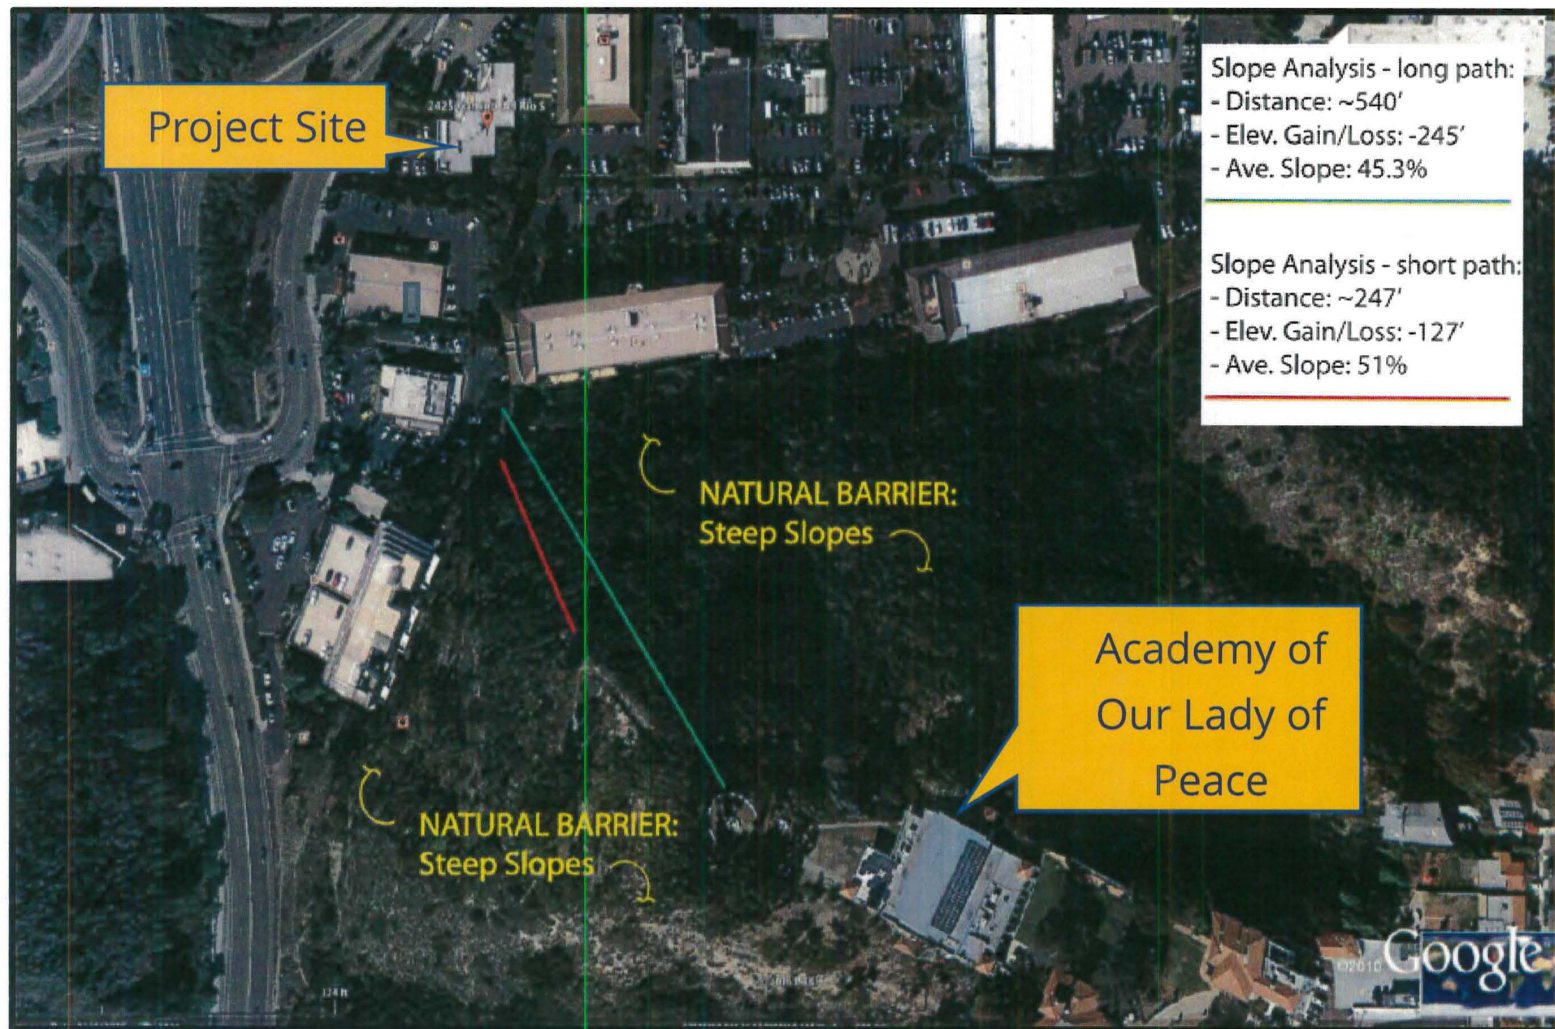 Project Site
Slope Analysis - long path:
- Distance: ~540'
- Elev. Gain/Loss: -245'
- Ave. Slope: 45.3%
Slope Analysis - short path:
- Distance: ~247'
- Elev. Gain/Loss: -127'
- Ave. Slope: 51%
NATURAL BARRIER:
Steep Slopes
Academy of
Our Lady of
Peace
NATURAL BARRIER:
Steep Slopes
©2010 Google